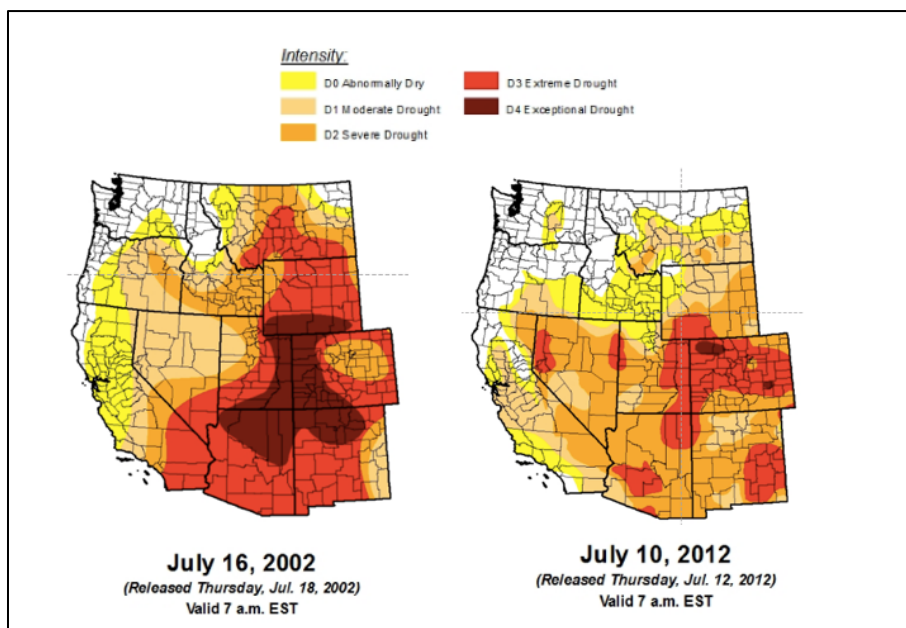 Intensity:
D0 Abnormally Dry
D3 Extreme Drought
D1 Moderate Drought
D4 Exceptional Drought
D2 Severe Drought
July 16, 2002
(Released Thursday, Jul. 18, 2002)
Valid 7 a.m. EST
July 10, 2012
(Released Thursday, Jul. 12, 2012)
Valid 7 a.m. EST